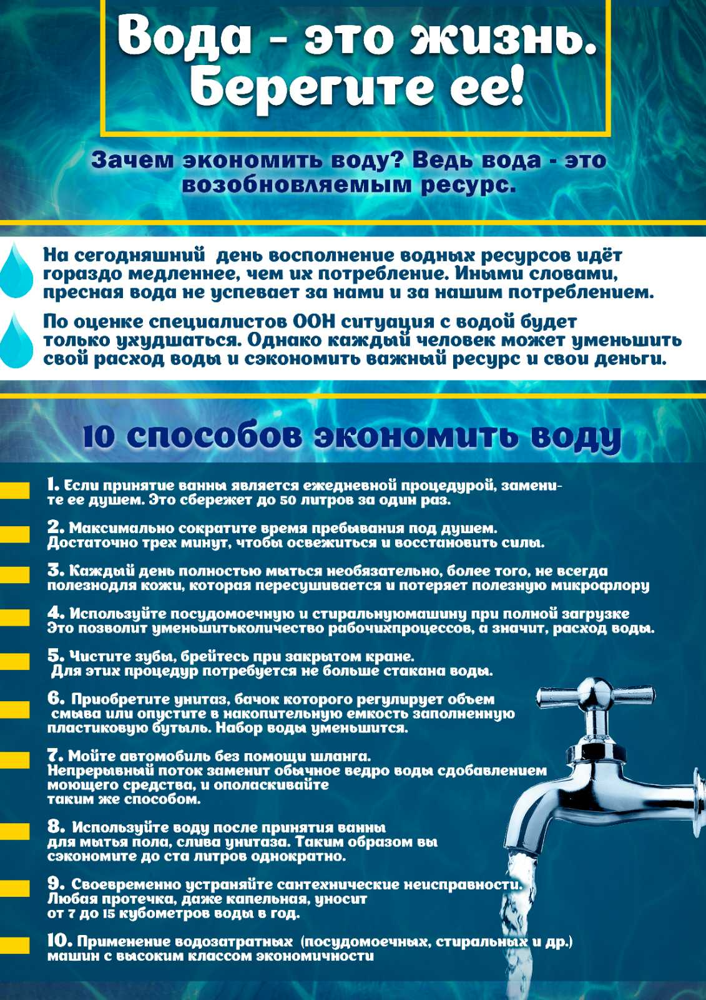 Вода - это жизнь.
Берегите ее!
Зачем экономить воду? Ведь вода - это
возобновляемым ресурс.
На сегодняшний день восполнение водных ресурсов идёт
гораздо медленнее, чем их потребление. Иными словами,
пресная вода не успевает за нами и за нашим потреблением.
По оценке специалистов ООН ситуация с водой будет
только ухудшаться. Однако каждый человек может уменьшить
свой расход воды и сэкономить важный ресурс и свои деньги.
10 способов экономить воду
1. Если принятие ванны является ежедневной процедурой, замени-
те ее душем. Это сбережет до 50 литров за один раз.
2. Максимально сократите время пребывания под душем.
Достаточно трех минут, чтобы освежиться и восстановить силы.
3. Каждый день полностью мыться необязательно, более того, не всегда
полезнодля кожи, которая пересушивается и потеряет полезную микрофлору
4. Используйте посудомоечную и стиральнуюмашину при полной загрузке
Это позволит уменьшитьколичество рабочихпроцессов, а значит, расход воды.
5. Чистите зубы, брейтесь при закрытом кране.
Для этих процедур потребуется не больше стакана воды.
6. Приобретите унитаз, бачок которого регулирует объем
смыва или опустите в накопительную емкость заполненную
пластиковую бутыль. Набор воды уменьшится.
7. Мойте автомобиль без помощи шланга.
Непрерывный поток заменит обычное ведро воды сдобавлением
моющего средства, и ополаскивайте
таким же способом.
8. Используйте воду после принятия ванны
для мытья пола, слива унитаза. Таким образом вы
сэкономите до ста литров однократно.
9. Своевременно устраняйте сантехнические неисправности.
Любая протечка, даже капельная, уносит
от 7 до 15 кубометров воды в год.
10. Применение водозатратных (посудомоечных, стиральных и др.)
машин с высоким классом экономичности